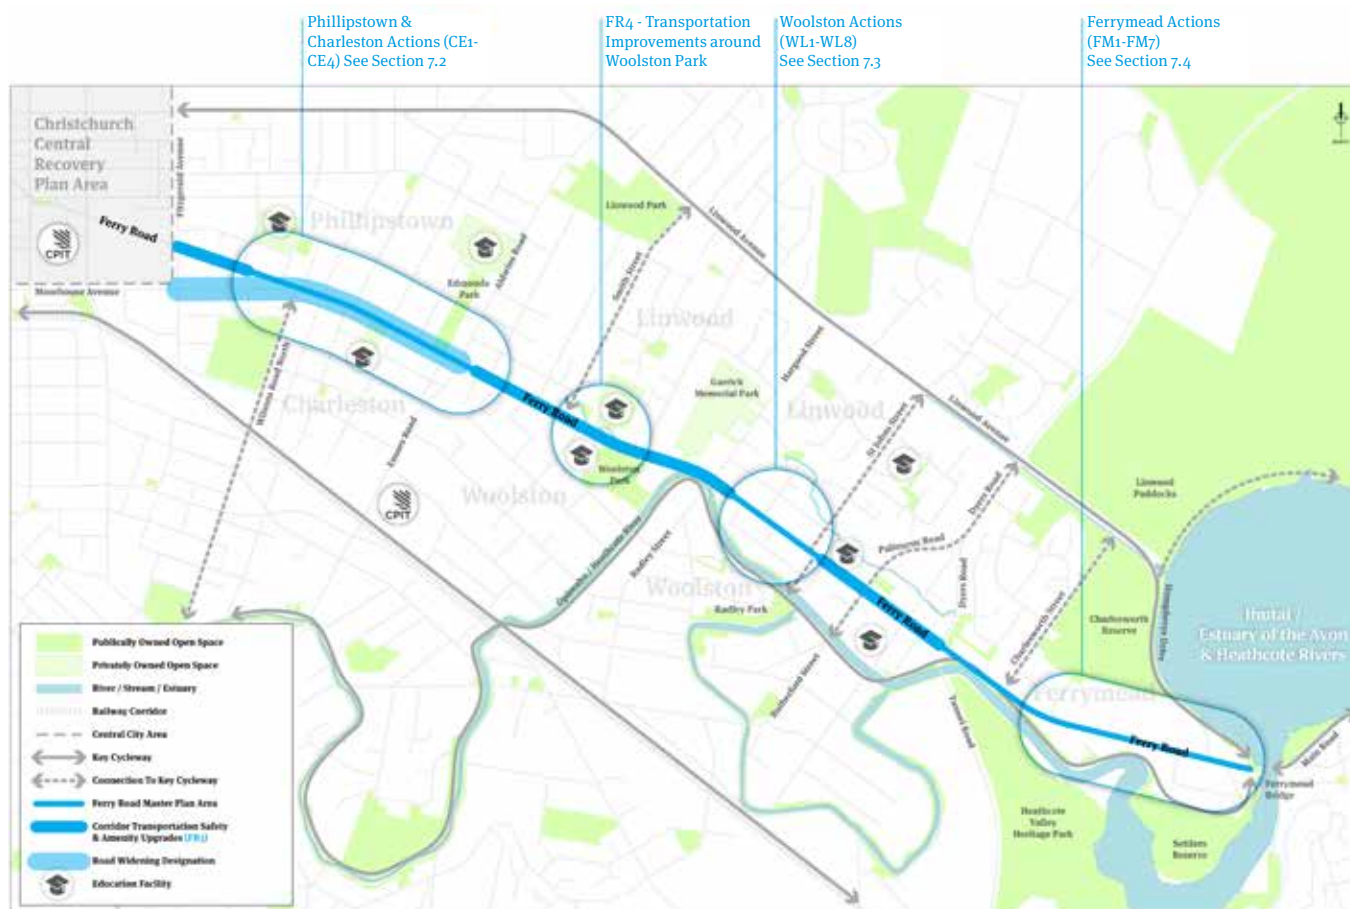 Phillipstown &
Charleston Actions (CE1-
CE4) See Section 7.2
FR4 - Transportation
Improvements around
Woolston Park
Woolston Actions
(WL1-WL8)
See Section 7.3
Ferrymead Actions
(FM1-FM7)
See Section 7.4
Christchurch
Central
Recovery
Plan Area
Fitzgerald Avenue
Ferry Road
CPIT
Moorhouse Avenue
Phillipstown
Edmonds
Park
Aldwins Road
Linwood Park
Linwood Avenue
Smith Street
Linwood
Hargood Street
Garrick
Memorial Park
Linwood
Charleston
Wilsons Road North
Ensors Road
CPIT
Ferry Road
Woolston
Park
Woolston
St Johns Street
Linwood Avenue
Dyers Road
Palinurus Road
Linwood
Paddocks
Radley Street
Woolston
Radley Park
Opawaho / Heathcote River
Ferry Road
Dyers Road
Charlesworth Street
Charlesworth
Reserve
Humphreys Drive
Ihutai /
Estuary of the Avon
& Heathcote Rivers
Rutherford Street
Tunnel Road
Ferrymead
Ferry Road
Main Road
Ferrymead
Bridge
Heathcote
Valley
Heritage Park
Settlers
Reserve
Publically Owned Open Space
Privately Owned Open Space
River / Stream / Estuary
Railway Corridor
Central City Area
Key Cycleway
Connection To Key Cycleway
Ferry Road Master Plan Area
Corridor Transportation Safety
& Amenity Upgrades (FR1)
Road Widening Designation
Education Facility